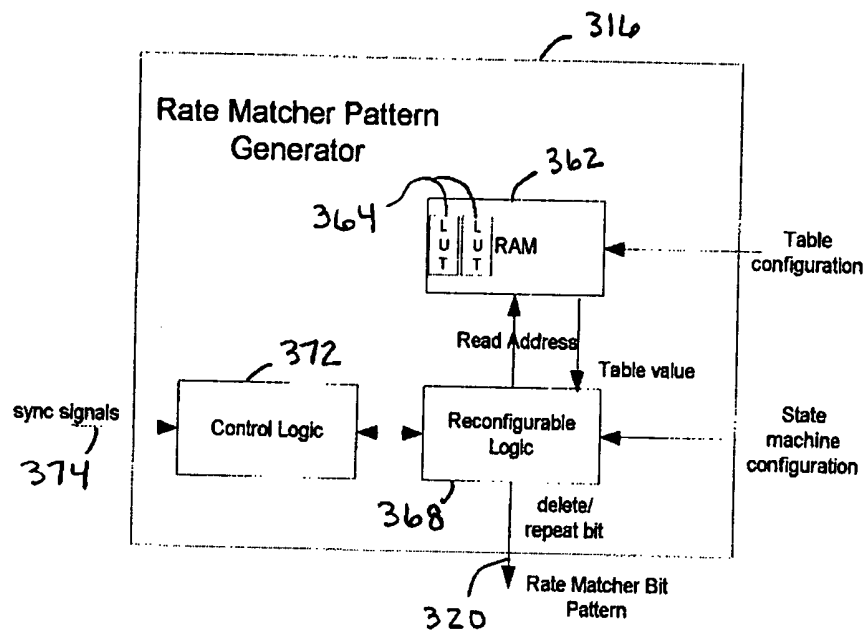 316
Rate Matcher Pattern
Generator
362
364
L
U
T
L
U
T
RAM
Table
configuration
Read Address
Table value
372
sync signals
374
Control Logic
Reconfigurable
Logic
State
machine
configuration
368
delete/
repeat bit
320
Rate Matcher Bit
Pattern